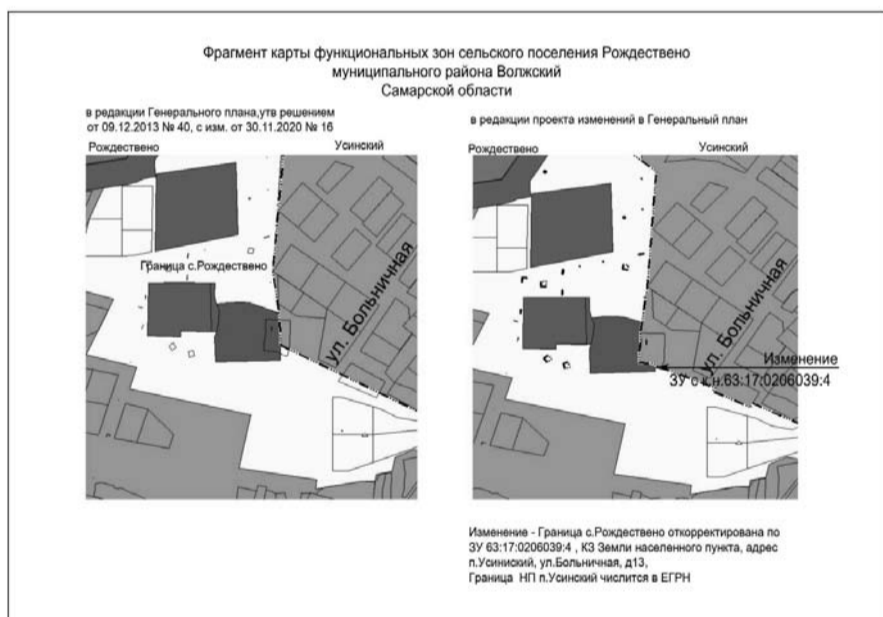 Фрагмент карты функциональных зон сельского поселения Рождествено
муниципального района Волжский
Самарской области
в редакции Генерального плана,утв решением
от 09.12.2013 № 40, с изм. от 30.11.2020 № 16
Рождествено
Усинский
Граница с.Рождествено
ул. Больничная
в редакции проекта изменений в Генеральный план
Рождествено
Усинский
ул. Больничная
Изменение
ЗУ с к.н.63:17:0206039:4
Изменение - Граница с.Рождествено откорректирована по
ЗУ 63:17:0206039:4 , КЗ Земли населенного пункта, адрес
п.Усиниский, ул.Больничная, д13,
Граница НП п.Усинский числится в ЕГРН